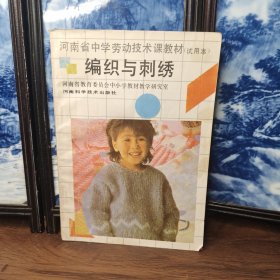 河南省中学劳动技术课教材(试用本)
编织与刺绣
河南省教育委员会中小学教材教学研究室
河南科学技术出版社